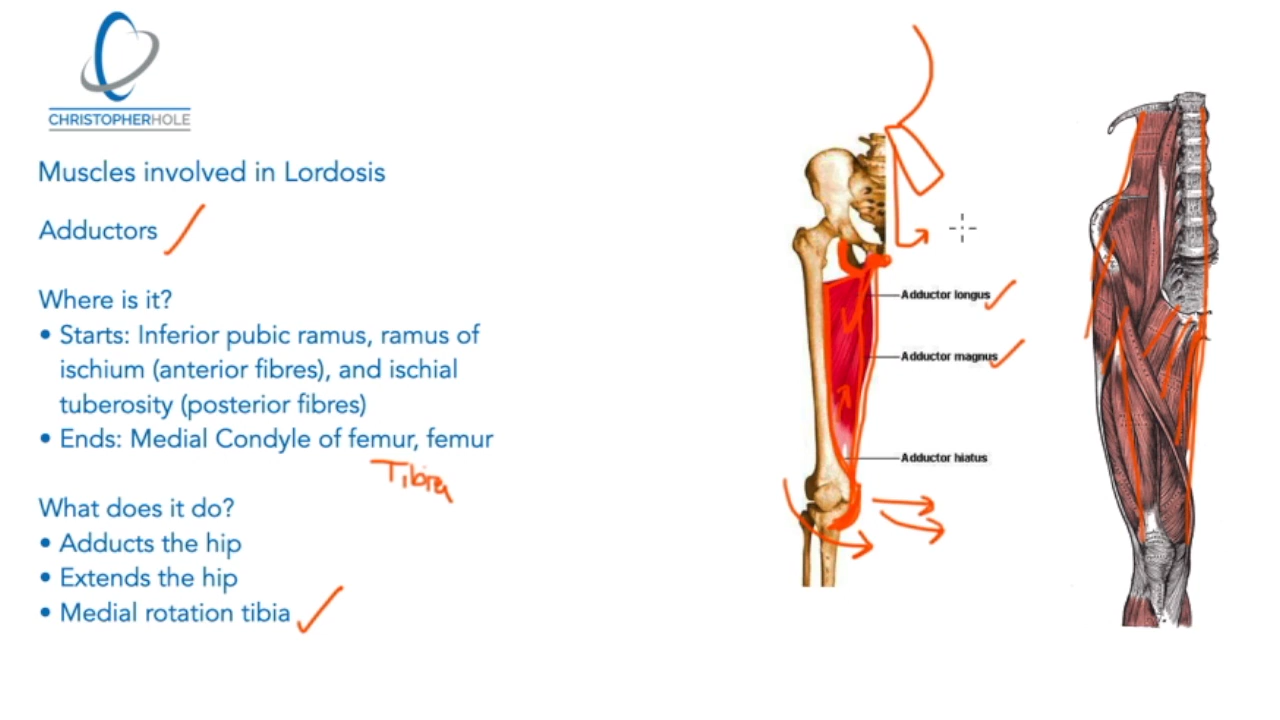 CHRISTOPHERHOLE
Muscles involved in Lordosis
Adductors
Where is it?
• Starts: Inferior pubic ramus, ramus of
ischium (anterior fibres), and ischial
tuberosity (posterior fibres)
• Ends: Medial Condyle of femur, femur
Tibia
What does it do?
• Adducts the hip
• Extends the hip
• Medial rotation tibia
Adductor longus
Adductor magnus
Adductor hiatus